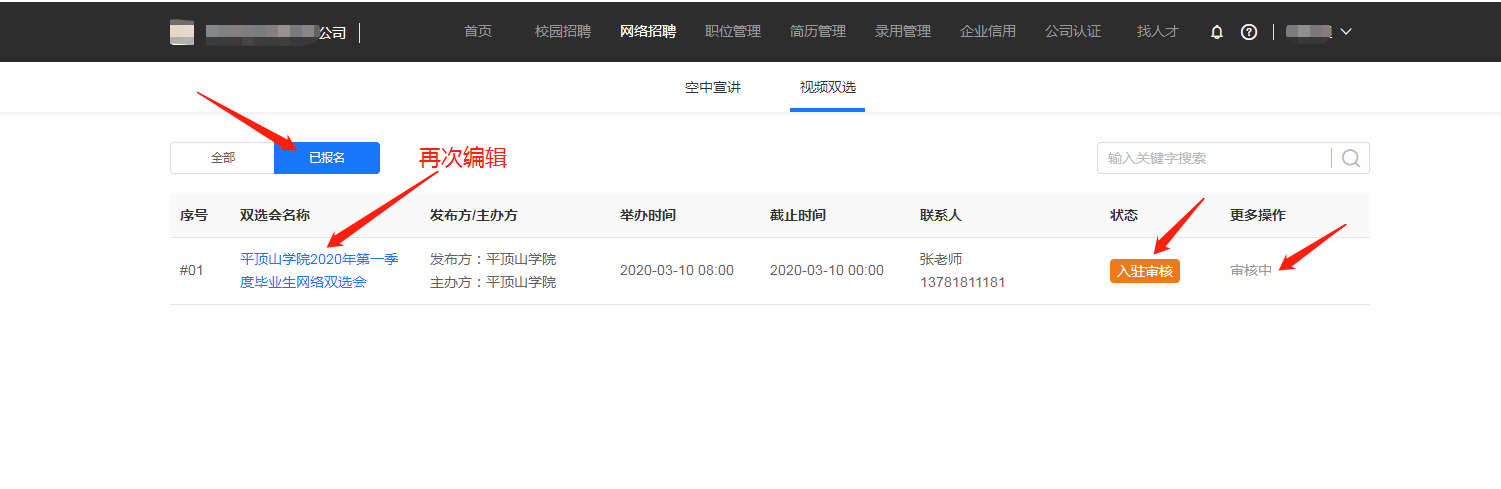 公司
首页 校园招聘 网络招聘 职位管理 简历管理 录用管理 企业信用 公司认证 找人才
空中宣讲 视频双选
全部 已报名 再次编辑 输入关键字搜索
序号 双选会名称 发布方/主办方 举办时间 截止时间 联系人 状态 更多操作
#01 平顶山学院2020年第一季度毕业生网络双选会 发布方：平顶山学院 主办方：平顶山学院 2020-03-10 08:00 2020-03-10 00:00 张老师 13781811181 入驻审核 审核中